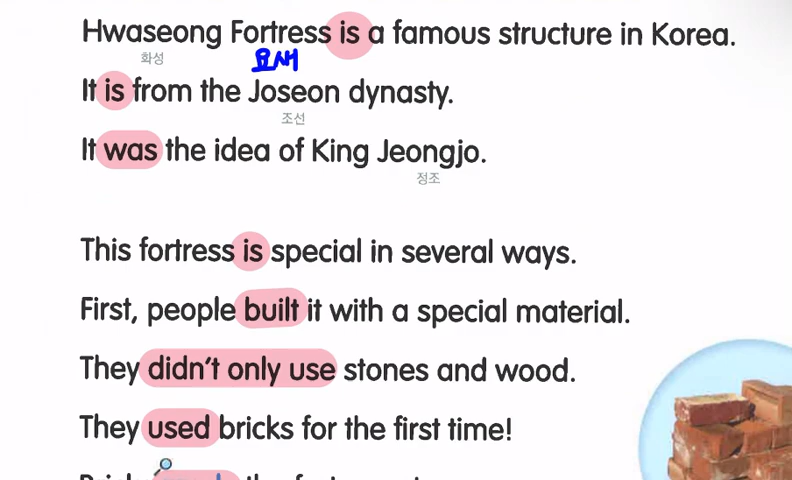 Hwaseong Fortress is a famous structure in Korea.
화성
요새
It is from the Joseon dynasty.
조선
It was the idea of King Jeongjo.
정조
This fortress is special in several ways.
First, people built it with a special material.
They didn't only use stones and wood.
They used bricks for the first time!